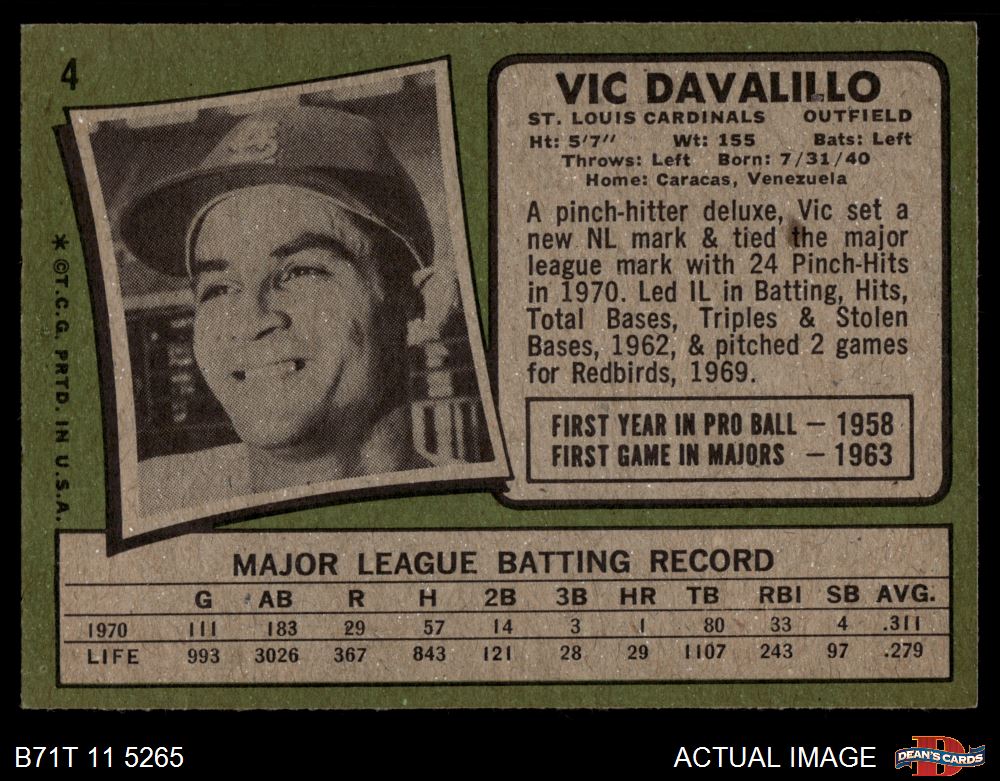 4
VIC DAVALILLO
ST. LOUIS CARDINALS OUTFIELD
Ht: 5'7" Wt: 155 Bats: Left
Throws: Left Born: 7/31/40
Home: Caracas, Venezuela
A pinch-hitter deluxe, Vic set a
new NL mark & tied the major
league mark with 24 Pinch-Hits
in 1970. Led IL in Batting, Hits,
Total Bases, Triples & Stolen
Bases, 1962, & pitched 2 games
for Redbirds, 1969.
FIRST YEAR IN PRO BALL — 1958
FIRST GAME IN MAJORS — 1963
* ©T.C.G. PRTD. IN U.S.A.
MAJOR LEAGUE BATTING RECORD
G AB R H 2B 3B HR TB RBI SB AVG.
1970 111 183 29 57 14 3 1 80 33 4 .311
LIFE 993 3026 367 843 121 28 29 1107 243 97 .279
B71T 11 5265
ACTUAL IMAGE
D
DEAN'S CARDS